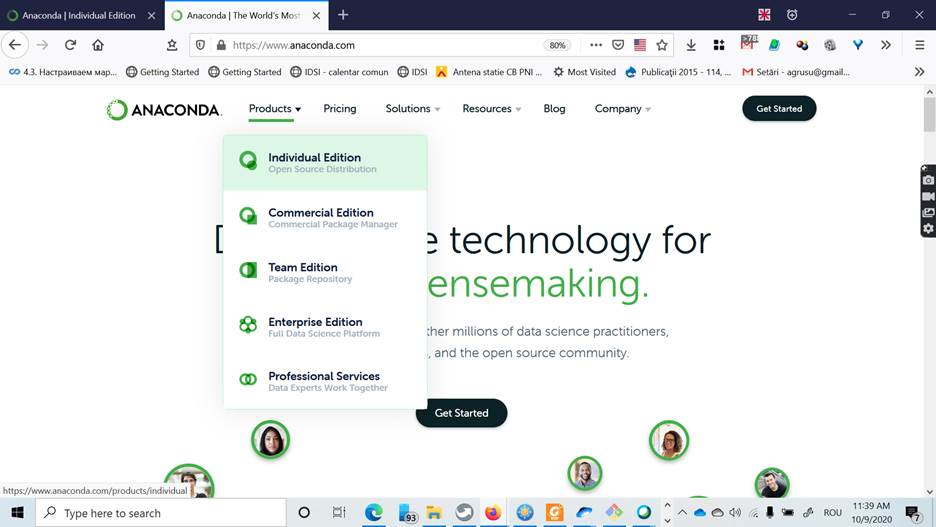 Anaconda | Individual Edition
Anaconda | The World's Most
https://www.anaconda.com
80%
4.3. Настраиваем мар...
Getting Started
Getting Started
IDSI - calentar comun
IDSI
Antena statie CB PNI ...
Most Visited
Publicații 2015 - 114, ...
Setări - agrusu@gmail...
ANACONDA.
Products
Pricing
Solutions
Resources
Blog
Company
Get Started
Individual Edition
Open Source Distribution
Commercial Edition
Commercial Package Manager
Team Edition
Package Repository
Enterprise Edition
Full Data Science Platform
Professional Services
Data Experts Work Together
e technology for
ensemaking.
her millions of data science practitioners,
, and the open source community.
Get Started
https://www.anaconda.com/products/individual
Type here to search
93
ROU
11:39 AM
10/9/2020
7